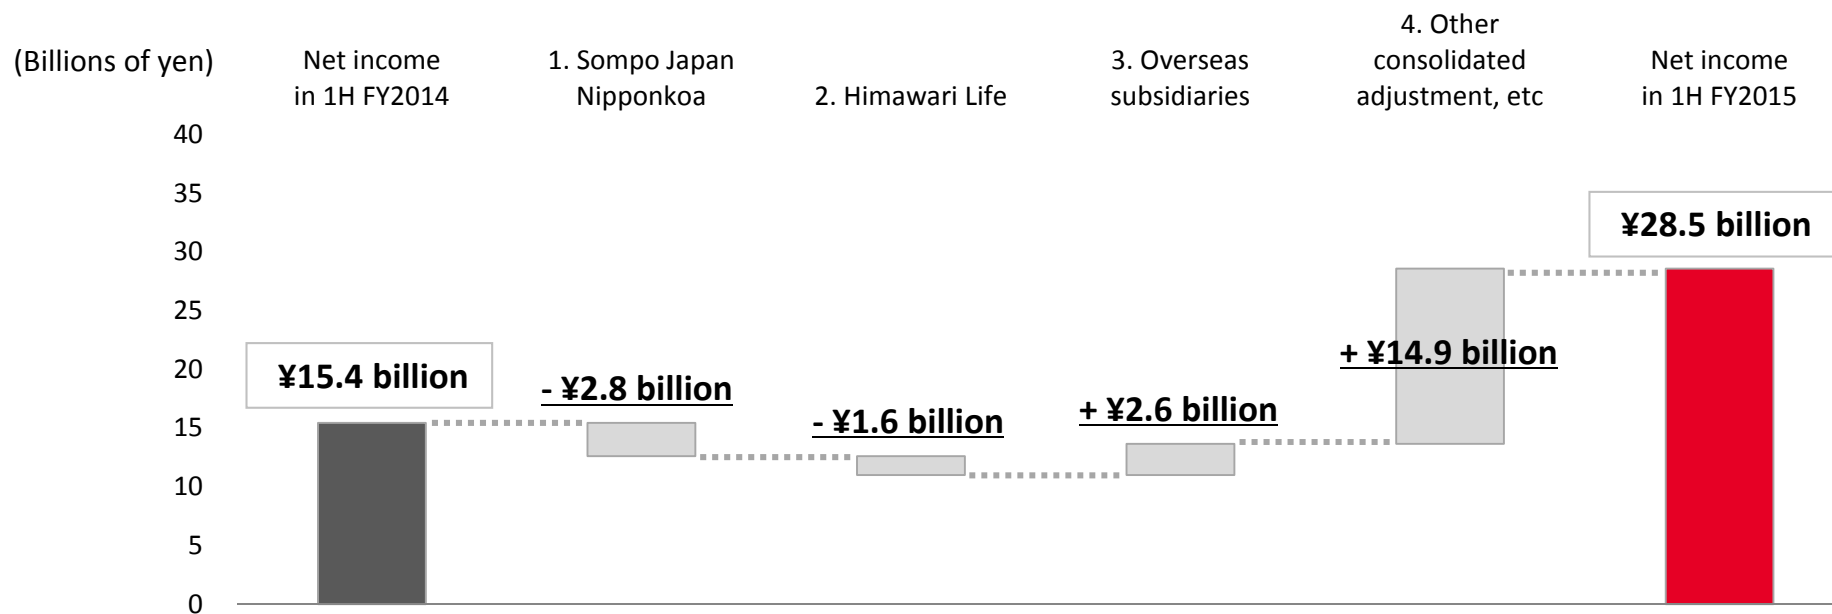 (Billions of yen)
Net income
in 1H FY2014
1. Sompo Japan
Nipponkoa
2. Himawari Life
3. Overseas
subsidiaries
4. Other
consolidated
adjustment, etc
Net income
in 1H FY2015
40
35
30
25
20
15
10
5
0
¥15.4 billion
- ¥2.8 billion
- ¥1.6 billion
+ ¥2.6 billion
+ ¥14.9 billion
¥28.5 billion